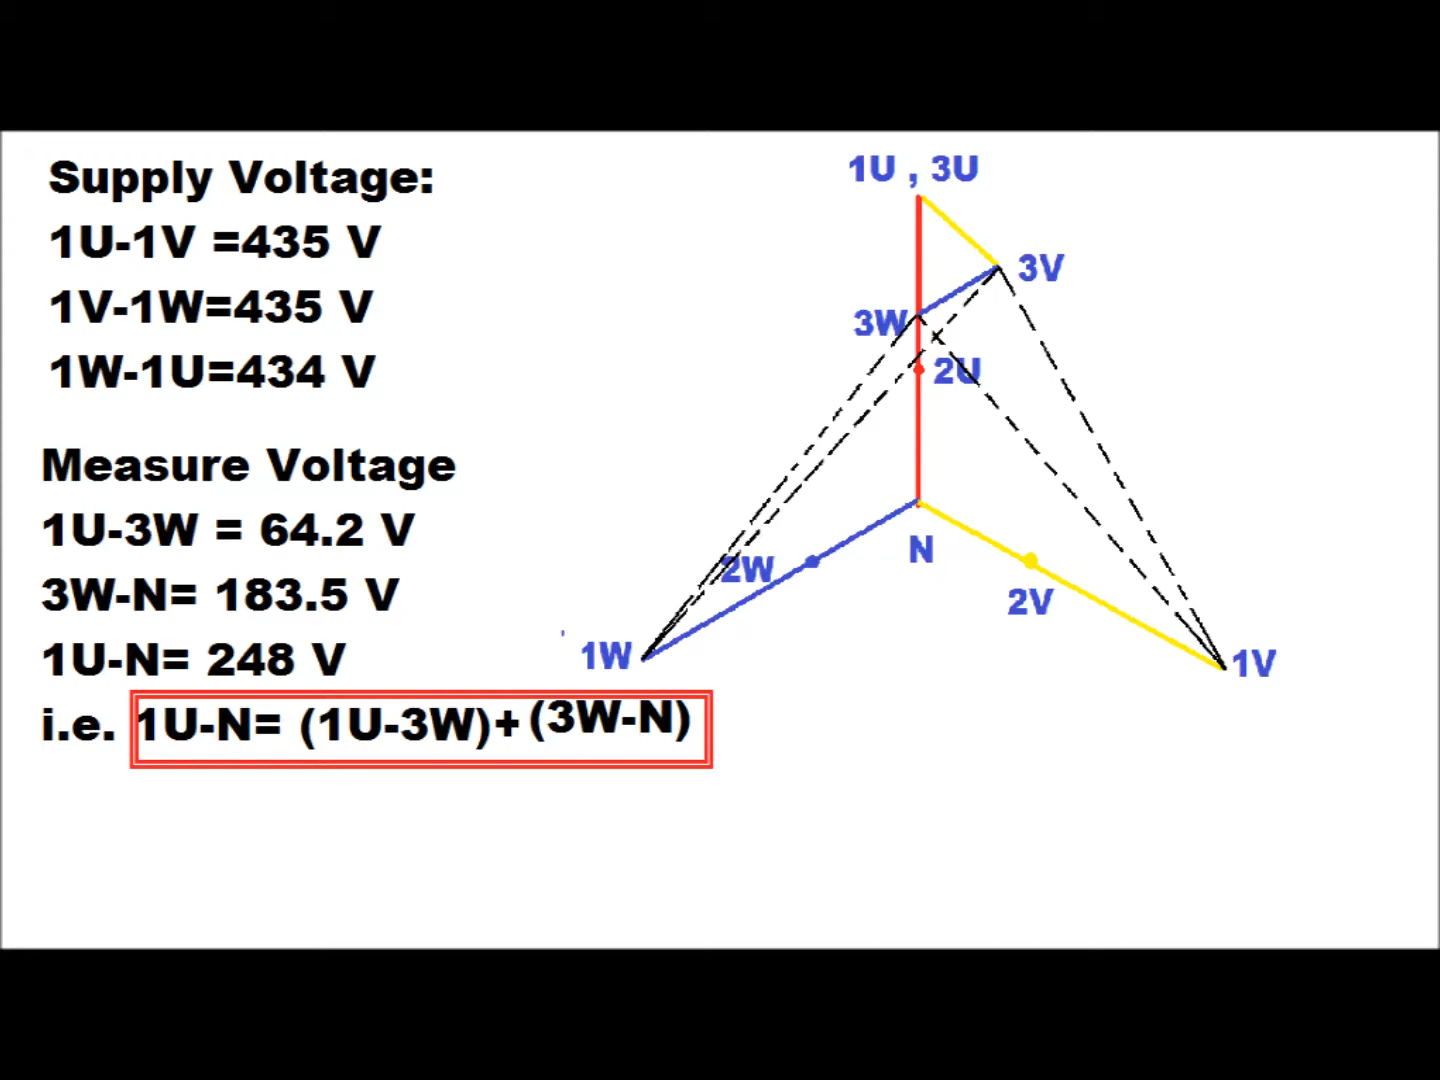 Supply Voltage:
1U-1V =435 V
1V-1W=435 V
1W-1U=434 V
Measure Voltage
1U-3W = 64.2 V
3W-N= 183.5 V
1U-N= 248 V
i.e. 1U-N= (1U-3W)+(3W-N)
1U , 3U
3V
3W
2U
N
2W
2V
1W
1V